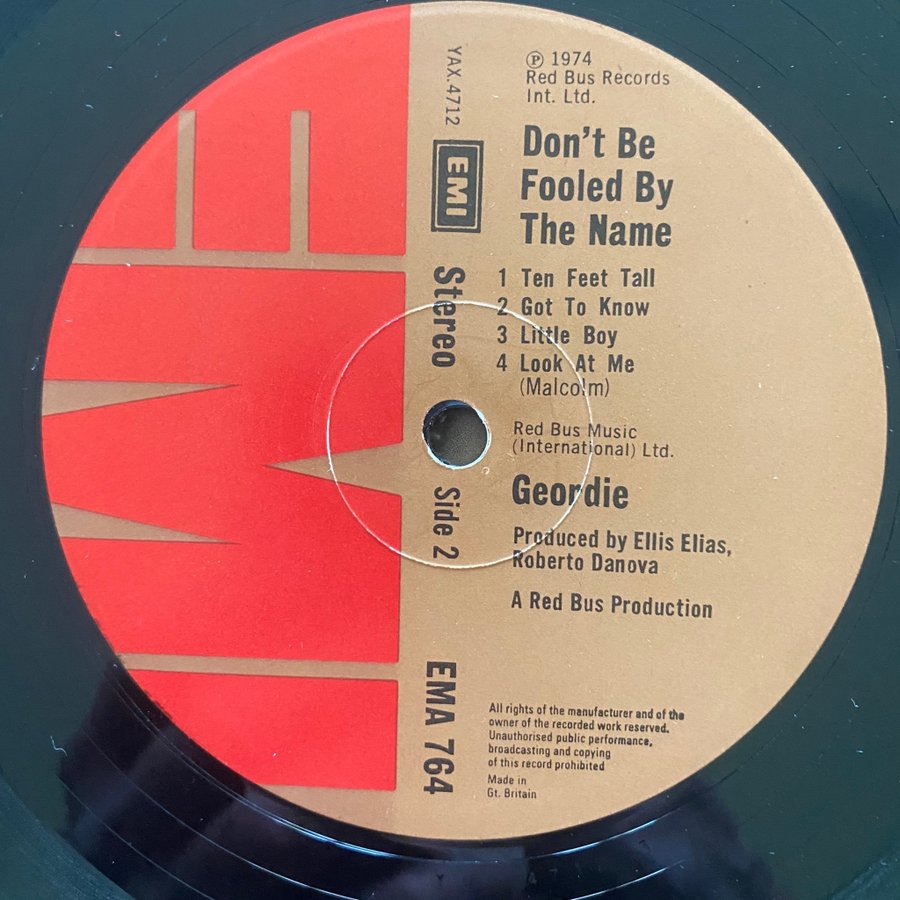 ℗ 1974
Red Bus Records
Int. Ltd.
Don't Be
Fooled By
The Name
1 Ten Feet Tall
2 Got To Know
3 Little Boy
4 Look At Me
(Malcolm)
Red Bus Music
(International) Ltd.
Geordie
Produced by Ellis Elias,
Roberto Danova
A Red Bus Production
All rights of the manufacturer and of the
owner of the recorded work reserved.
Unauthorised public performance,
broadcasting and copying
of this record prohibited
Made in
Gt. Britain
YAX.4712
EMI
Stereo
Side 2
EMA 764
EMI